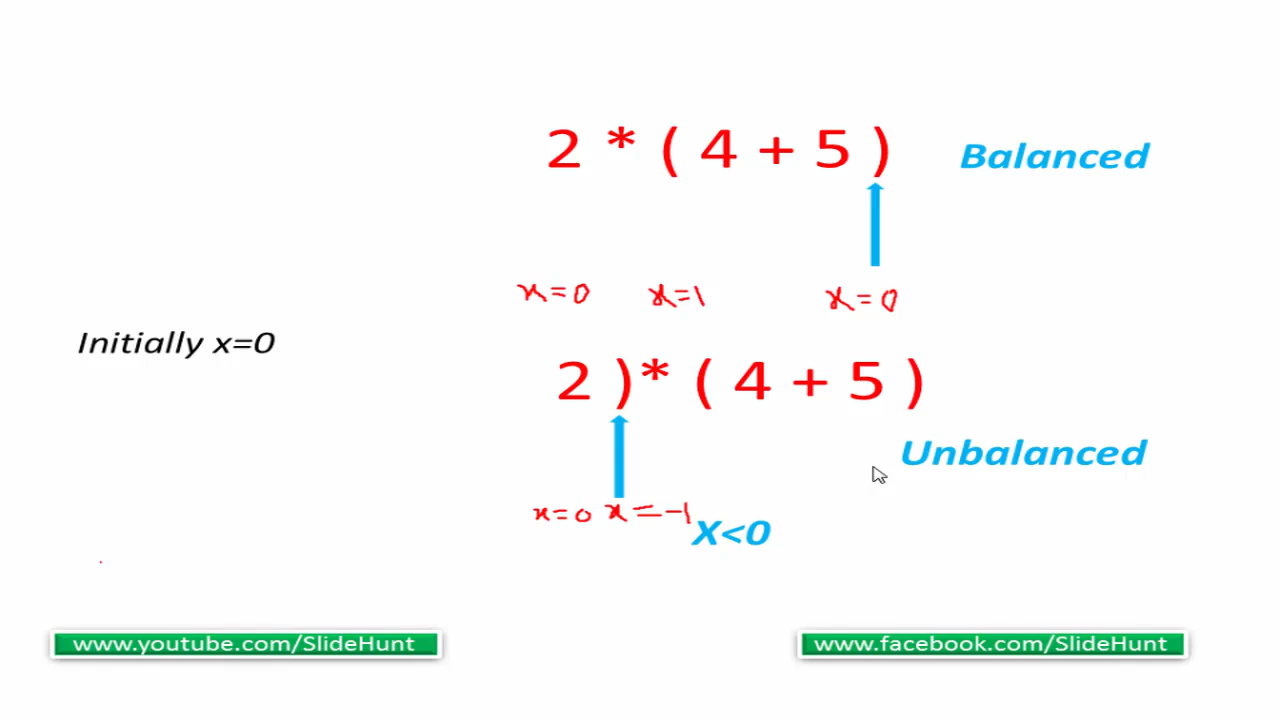 2 * ( 4 + 5 ) Balanced
x=0 x=1 x=0
Initially x=0
2 )* ( 4 + 5 )
Unbalanced
x=0 x=-1 X<0
www.youtube.com/SlideHunt www.facebook.com/SlideHunt